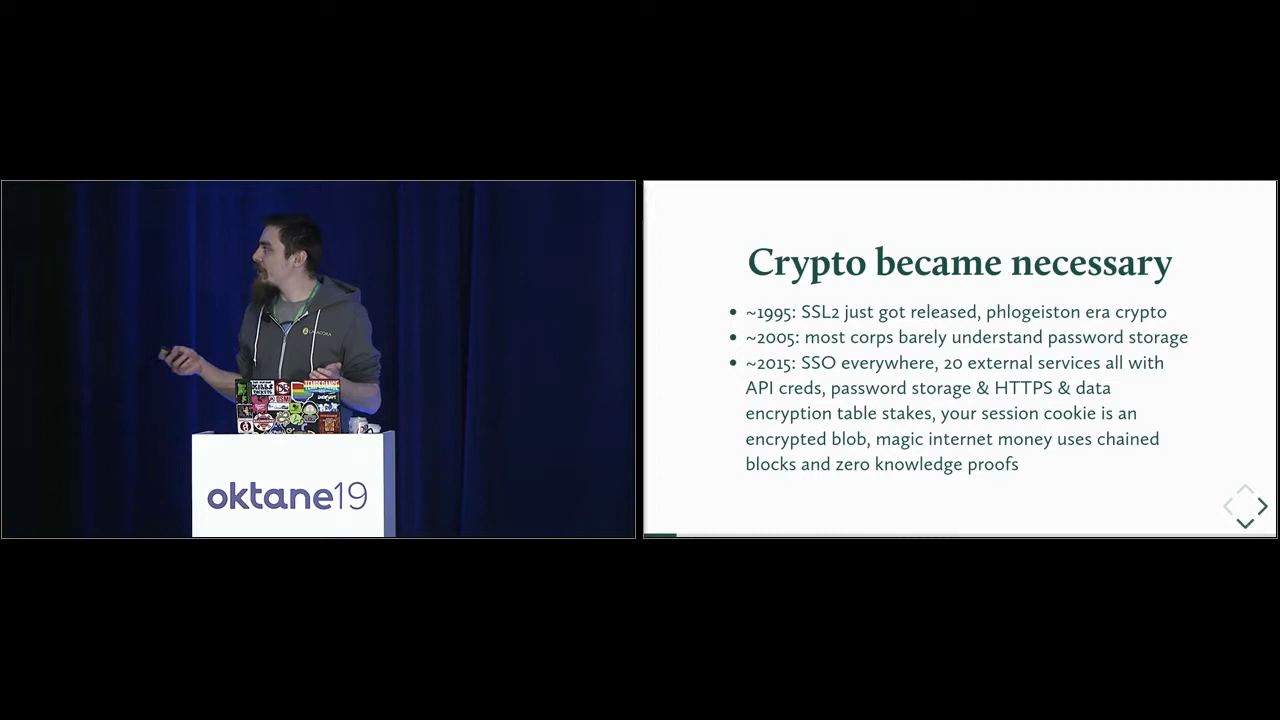 LATACORA
TEMPERANCE
oktane19
Crypto became necessary
~1995: SSL2 just got released, phlogeiston era crypto
~2005: most corps barely understand password storage
~2015: SSO everywhere, 20 external services all with
API creds, password storage & HTTPS & data
encryption table stakes, your session cookie is an
encrypted blob, magic internet money uses chained
blocks and zero knowledge proofs